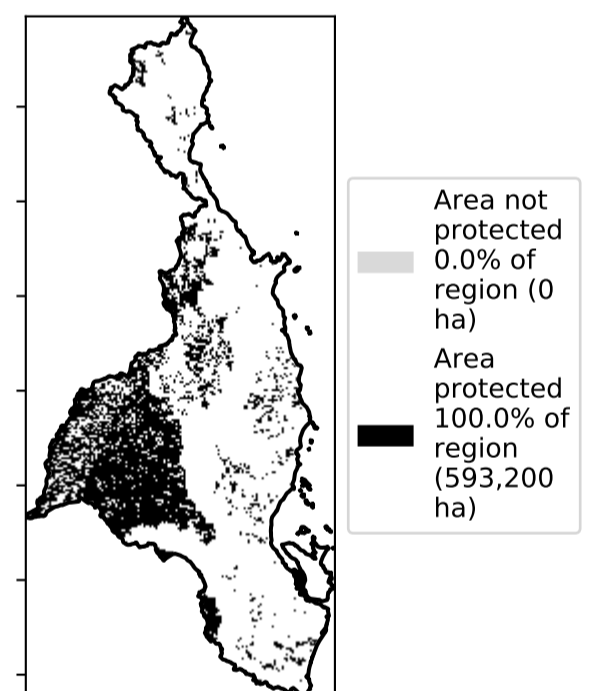 Area not
protected
0.0% of
region (0
ha)
Area
protected
100.0% of
region
(593,200
ha)